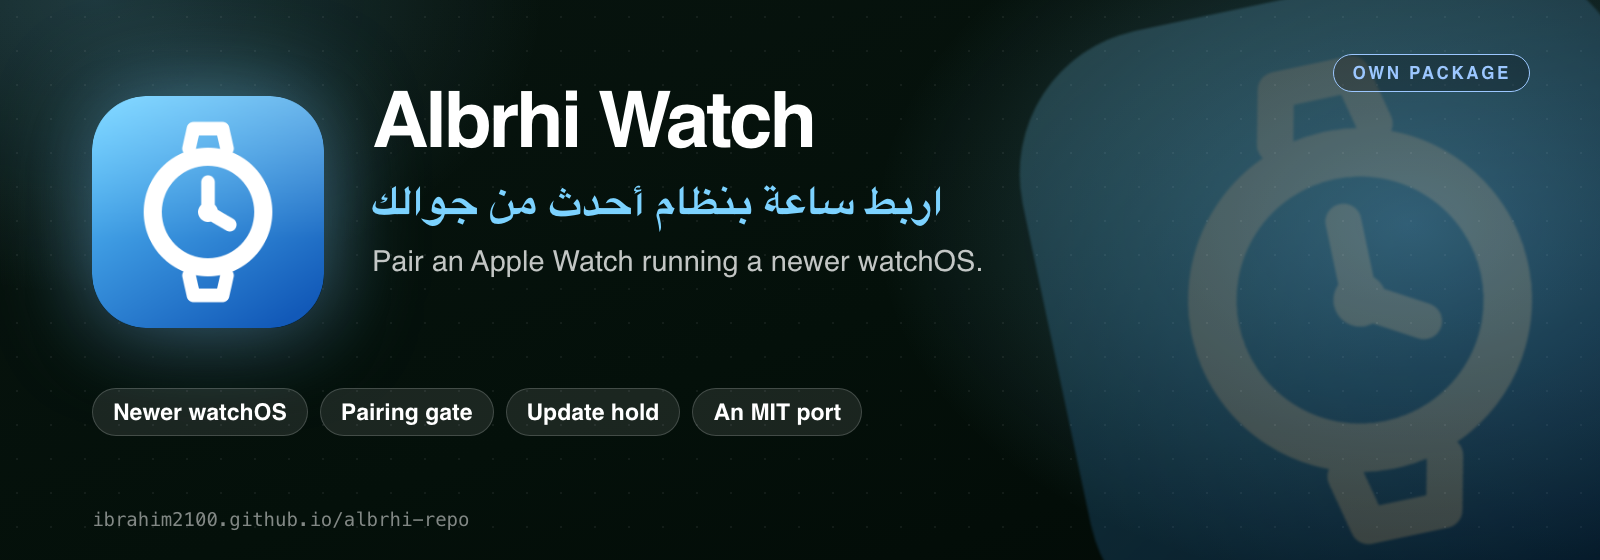 OWN PACKAGE
Albrhi Watch
اربط ساعة بنظام أحدث من جوالك
Pair an Apple Watch running a newer watchOS.
Newer watchOS
Pairing gate
Update hold
An MIT port
ibrahim2100.github.io/albrhi-repo